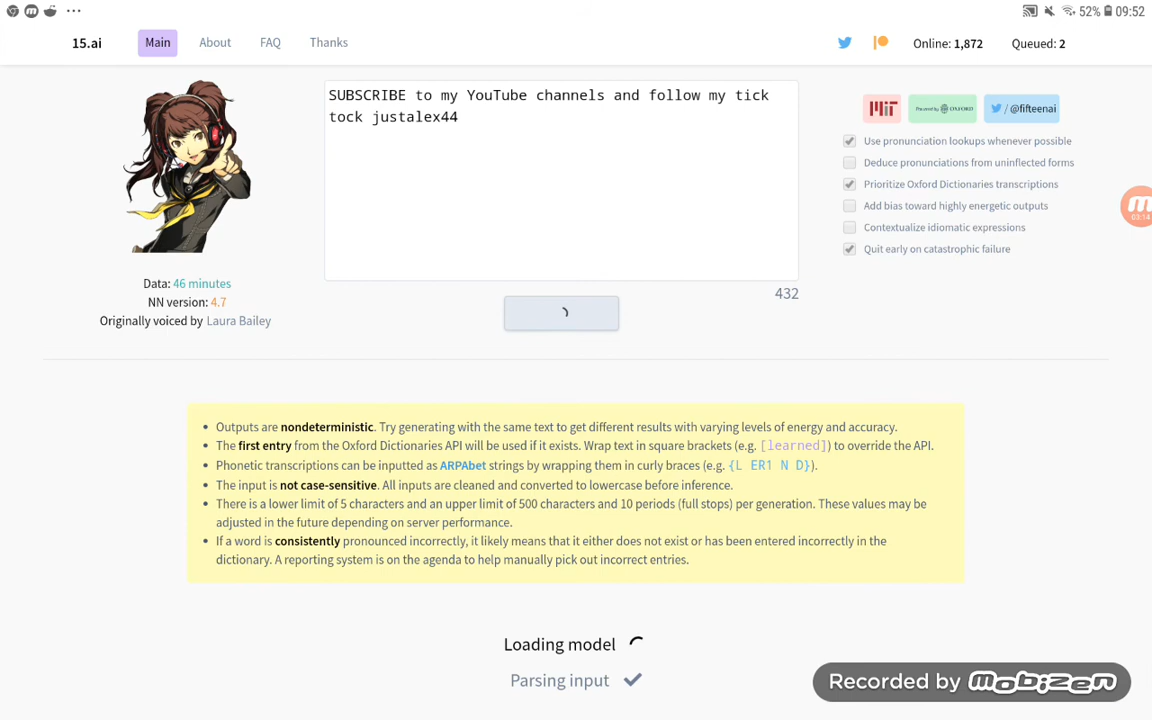 52% 09:52
15.ai Main About FAQ Thanks Online: 1,872 Queued: 2
SUBSCRIBE to my YouTube channels and follow my tick
tock justalex44
MIT Powered by OXFORD / @fifteenai
Use pronunciation lookups whenever possible
Deduce pronunciations from uninflected forms
Prioritize Oxford Dictionaries transcriptions
Add bias toward highly energetic outputs
Contextualize idiomatic expressions
Quit early on catastrophic failure
03:14
Data: 46 minutes
NN version: 4.7
Originally voiced by Laura Bailey
432
Outputs are nondeterministic. Try generating with the same text to get different results with varying levels of energy and accuracy.
The first entry from the Oxford Dictionaries API will be used if it exists. Wrap text in square brackets (e.g. [learned]) to override the API.
Phonetic transcriptions can be inputted as ARPAbet strings by wrapping them in curly braces (e.g. {L ER1 N D}).
The input is not case-sensitive. All inputs are cleaned and converted to lowercase before inference.
There is a lower limit of 5 characters and an upper limit of 500 characters and 10 periods (full stops) per generation. These values may
be adjusted in the future depending on server performance.
If a word is consistently pronounced incorrectly, it likely means that it either does not exist or has been entered incorrectly in the
dictionary. A reporting system is on the agenda to help manually pick out incorrect entries.
Loading model
Parsing input
Recorded by mobizen